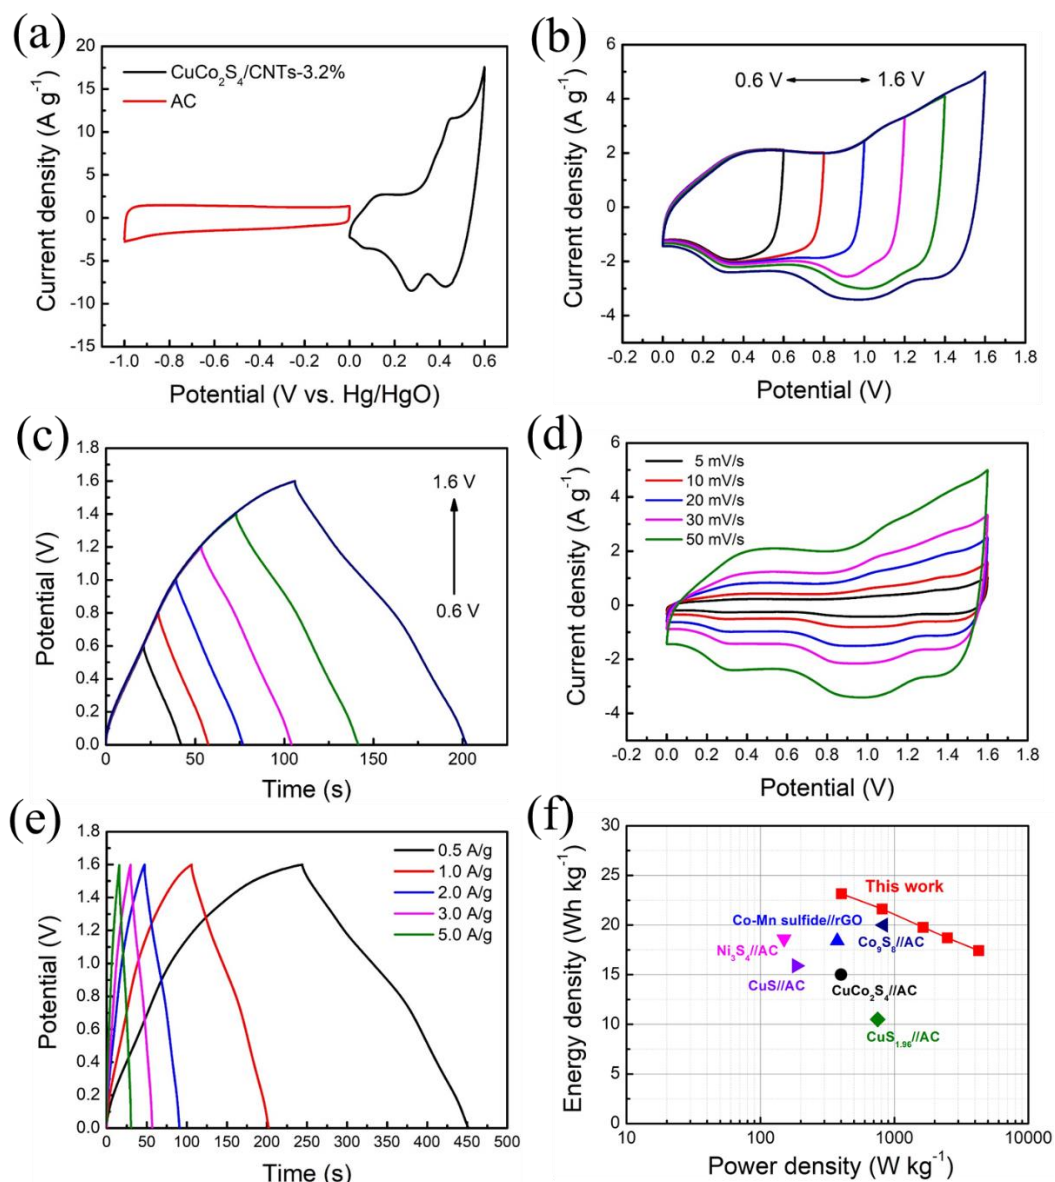 (a)
20
15
10
5
0
-5
-10
-15
Current density (A g⁻¹)
CuCo₂S₄/CNTs-3.2%
AC
-1.0 -0.8 -0.6 -0.4 -0.2 0.0 0.2 0.4 0.6
Potential (V vs. Hg/HgO)
(b)
6
4
2
0
-2
-4
Current density (A g⁻¹)
0.6 V 1.6 V
0.0 0.2 0.4 0.6 0.8 1.0 1.2 1.4 1.6 1.8
Potential (V)
(c)
1.8
1.6
1.4
1.2
1.0
0.8
0.6
0.4
0.2
0.0
Potential (V)
1.6 V
0.6 V
0 50 100 150 200
Time (s)
(d)
6
4
2
0
-2
-4
Current density (A g⁻¹)
5 mV/s
10 mV/s
20 mV/s
30 mV/s
50 mV/s
-0.2 0.0 0.2 0.4 0.6 0.8 1.0 1.2 1.4 1.6 1.8
Potential (V)
(e)
1.8
1.6
1.4
1.2
1.0
0.8
0.6
0.4
0.2
0.0
Potential (V)
0.5 A/g
1.0 A/g
2.0 A/g
3.0 A/g
5.0 A/g
0 50 100 150 200 250 300 350 400 450 500
Time (s)
(f)
30
25
20
15
10
5
0
Energy density (Wh kg⁻¹)
This work
Co-Mn sulfide//rGO
Ni₃S₄//AC
Co₉S₈//AC
CuS//AC
CuCo₂S₄//AC
CuS₁.₉₆//AC
10 100 1000 10000
Power density (W kg⁻¹)